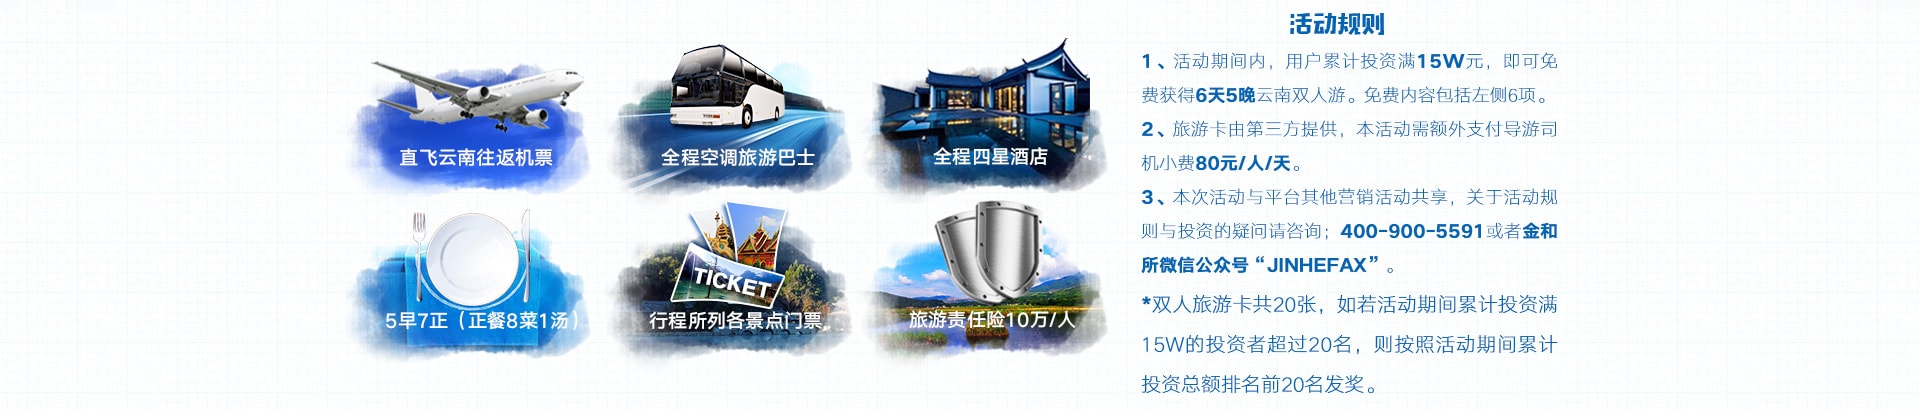 直飞云南往返机票
全程空调旅游巴士
全程四星酒店
TICKET
5早7正（正餐8菜1汤）
行程所列各景点门票
旅游责任险10万/人
活动规则
1、活动期间内，用户累计投资满15W元，即可免
费获得6天5晚云南双人游。免费内容包括左侧6项。
2、旅游卡由第三方提供，本活动需额外支付导游司
机小费80元/人/天。
3、本次活动与平台其他营销活动共享，关于活动规
则与投资的疑问请咨询；400-900-5591或者金和
所微信公众号“JINHEFAX”。
*双人旅游卡共20张，如若活动期间累计投资满
15W的投资者超过20名，则按照活动期间累计
投资总额排名前20名发奖。